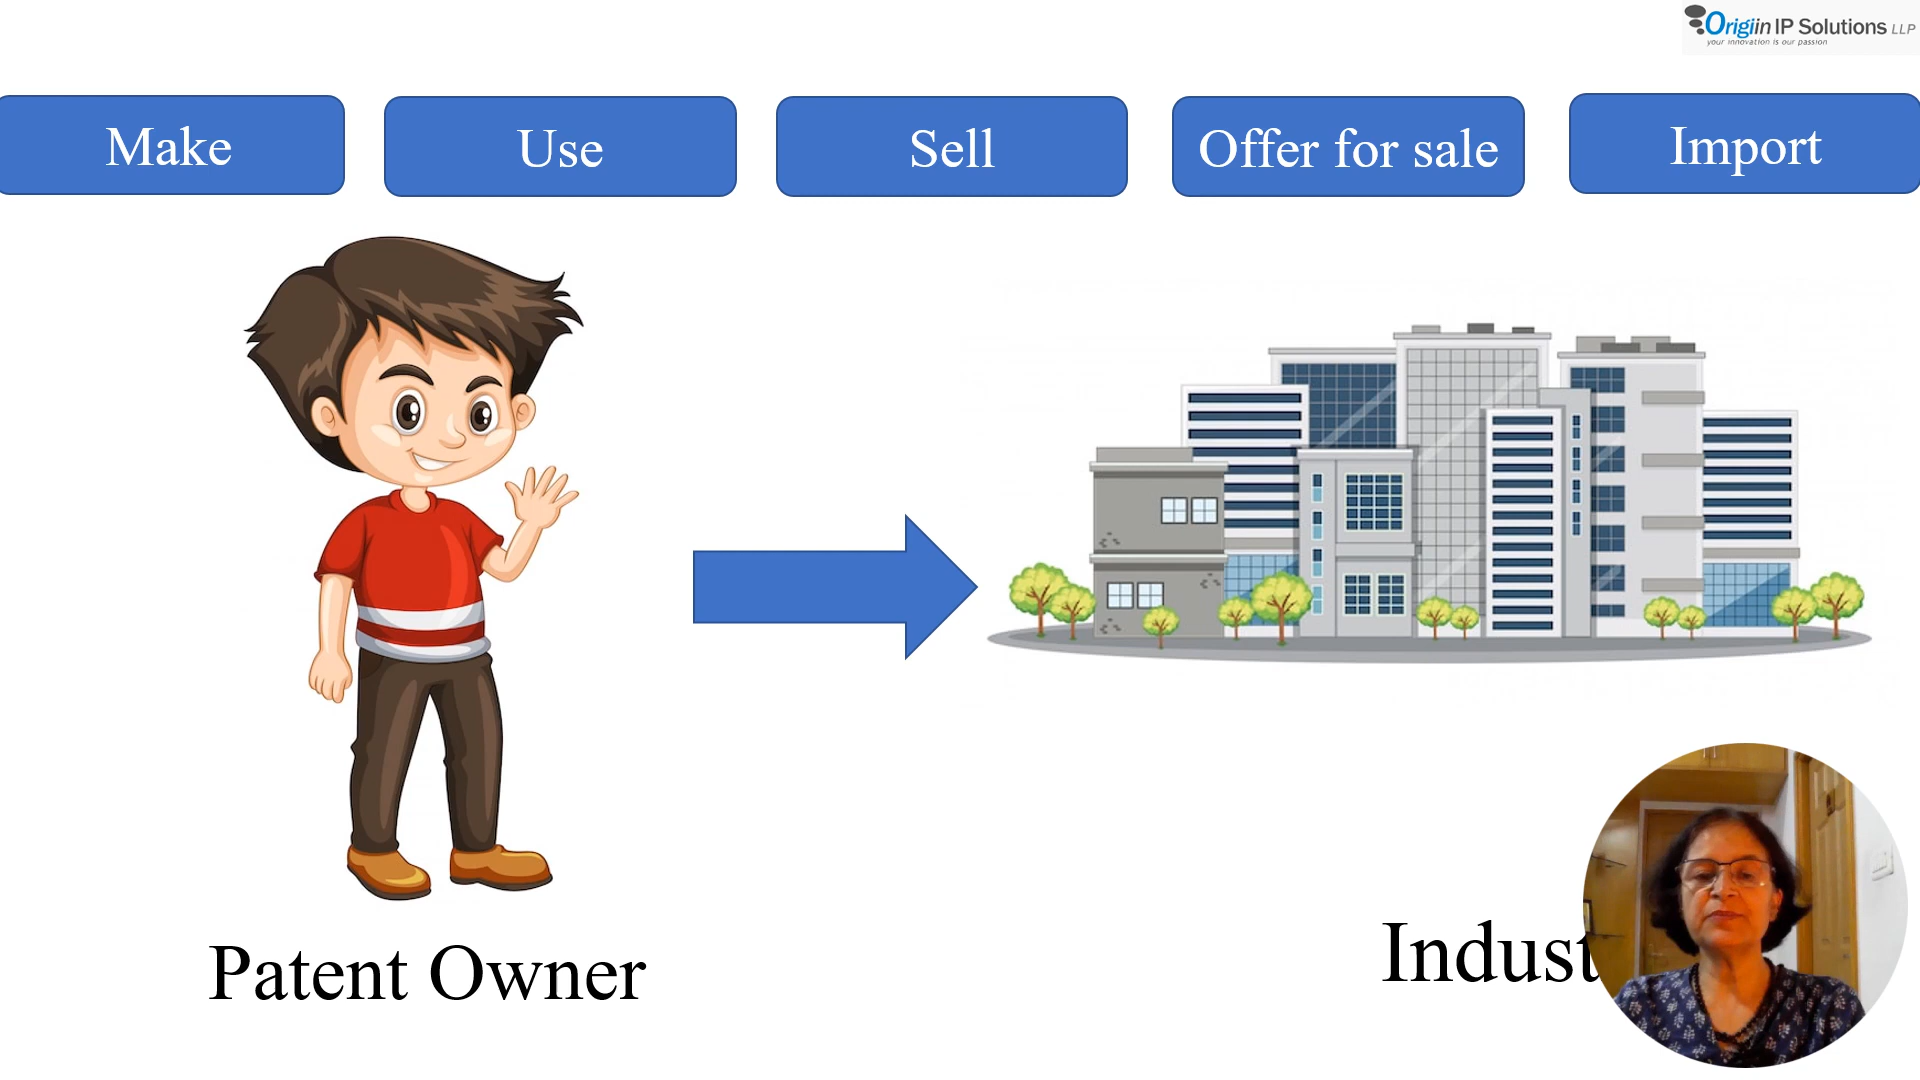 Origiin IP Solutions LLP
your innovation is our passion
Make
Use
Sell
Offer for sale
Import
Patent Owner
Indust